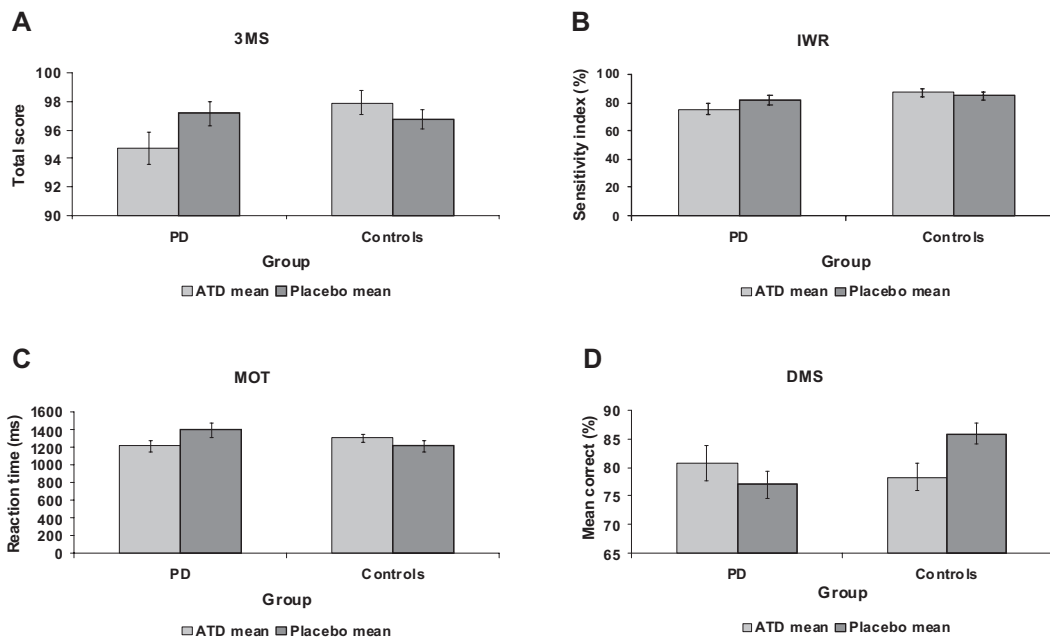 A
3MS
Total score
100
98
96
94
92
90
PD
Controls
Group
ATD mean
Placebo mean
B
IWR
Sensitivity index (%)
100
80
60
40
20
0
PD
Controls
Group
ATD mean
Placebo mean
C
MOT
Reaction time (ms)
1600
1400
1200
1000
800
600
400
200
0
PD
Controls
Group
ATD mean
Placebo mean
D
DMS
Mean correct (%)
90
85
80
75
70
65
PD
Controls
Group
ATD mean
Placebo mean